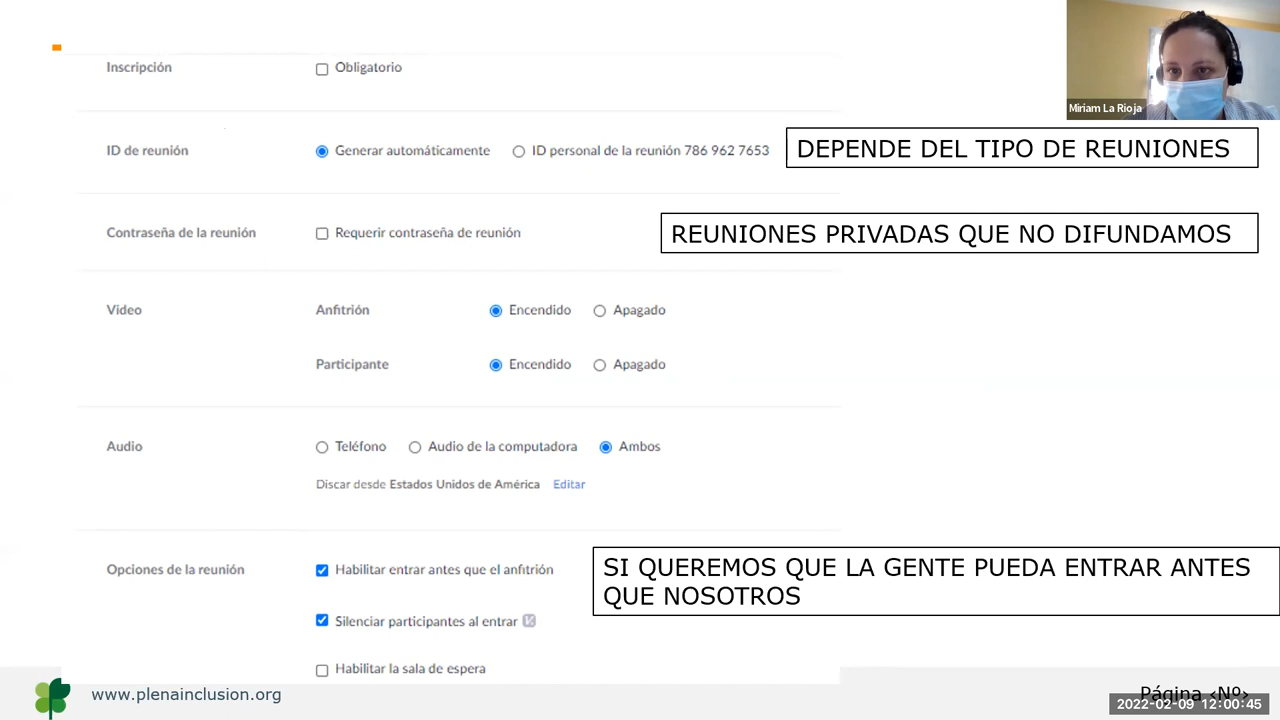 Miriam La Rioja
Inscripción
Obligatorio
ID de reunión
Generar automáticamente
ID personal de la reunión 786 962 7653
DEPENDE DEL TIPO DE REUNIONES
Contraseña de la reunión
Requerir contraseña de reunión
REUNIONES PRIVADAS QUE NO DIFUNDAMOS
Video
Anfitrión
Encendido
Apagado
Participante
Encendido
Apagado
Audio
Teléfono
Audio de la computadora
Ambos
Discar desde Estados Unidos de América Editar
Opciones de la reunión
Habilitar entrar antes que el anfitrión
SI QUEREMOS QUE LA GENTE PUEDA ENTRAR ANTES
QUE NOSOTROS
Silenciar participantes al entrar
Habilitar la sala de espera
www.plenainclusion.org
Página ‹Nº›
2022-02-09 12:00:45